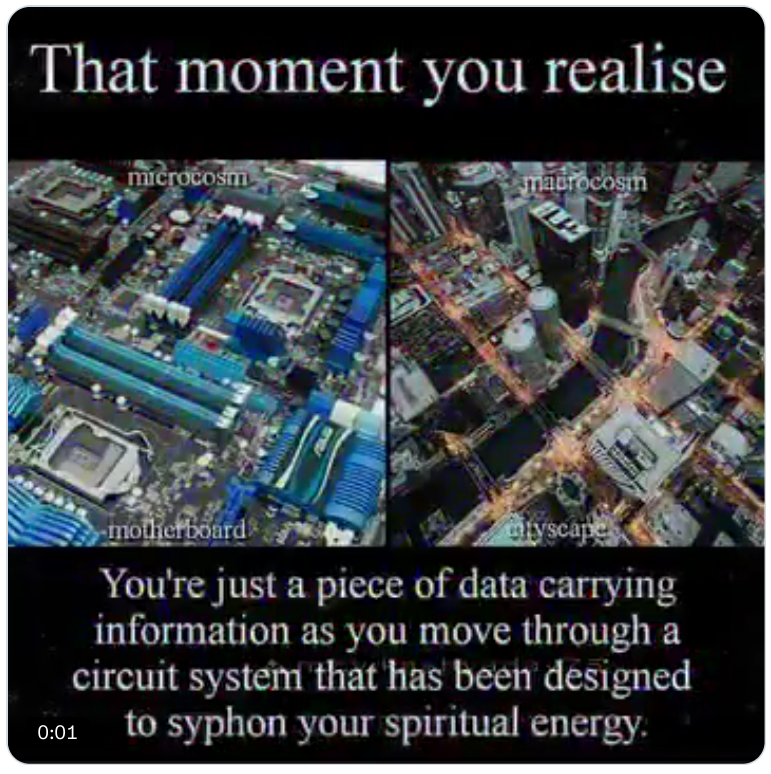 That moment you realise
microcosm
macrocosm
motherboard
cityscape
You're just a piece of data carrying
information as you move through a
circuit system that has been designed
to syphon your spiritual energy.
0:01